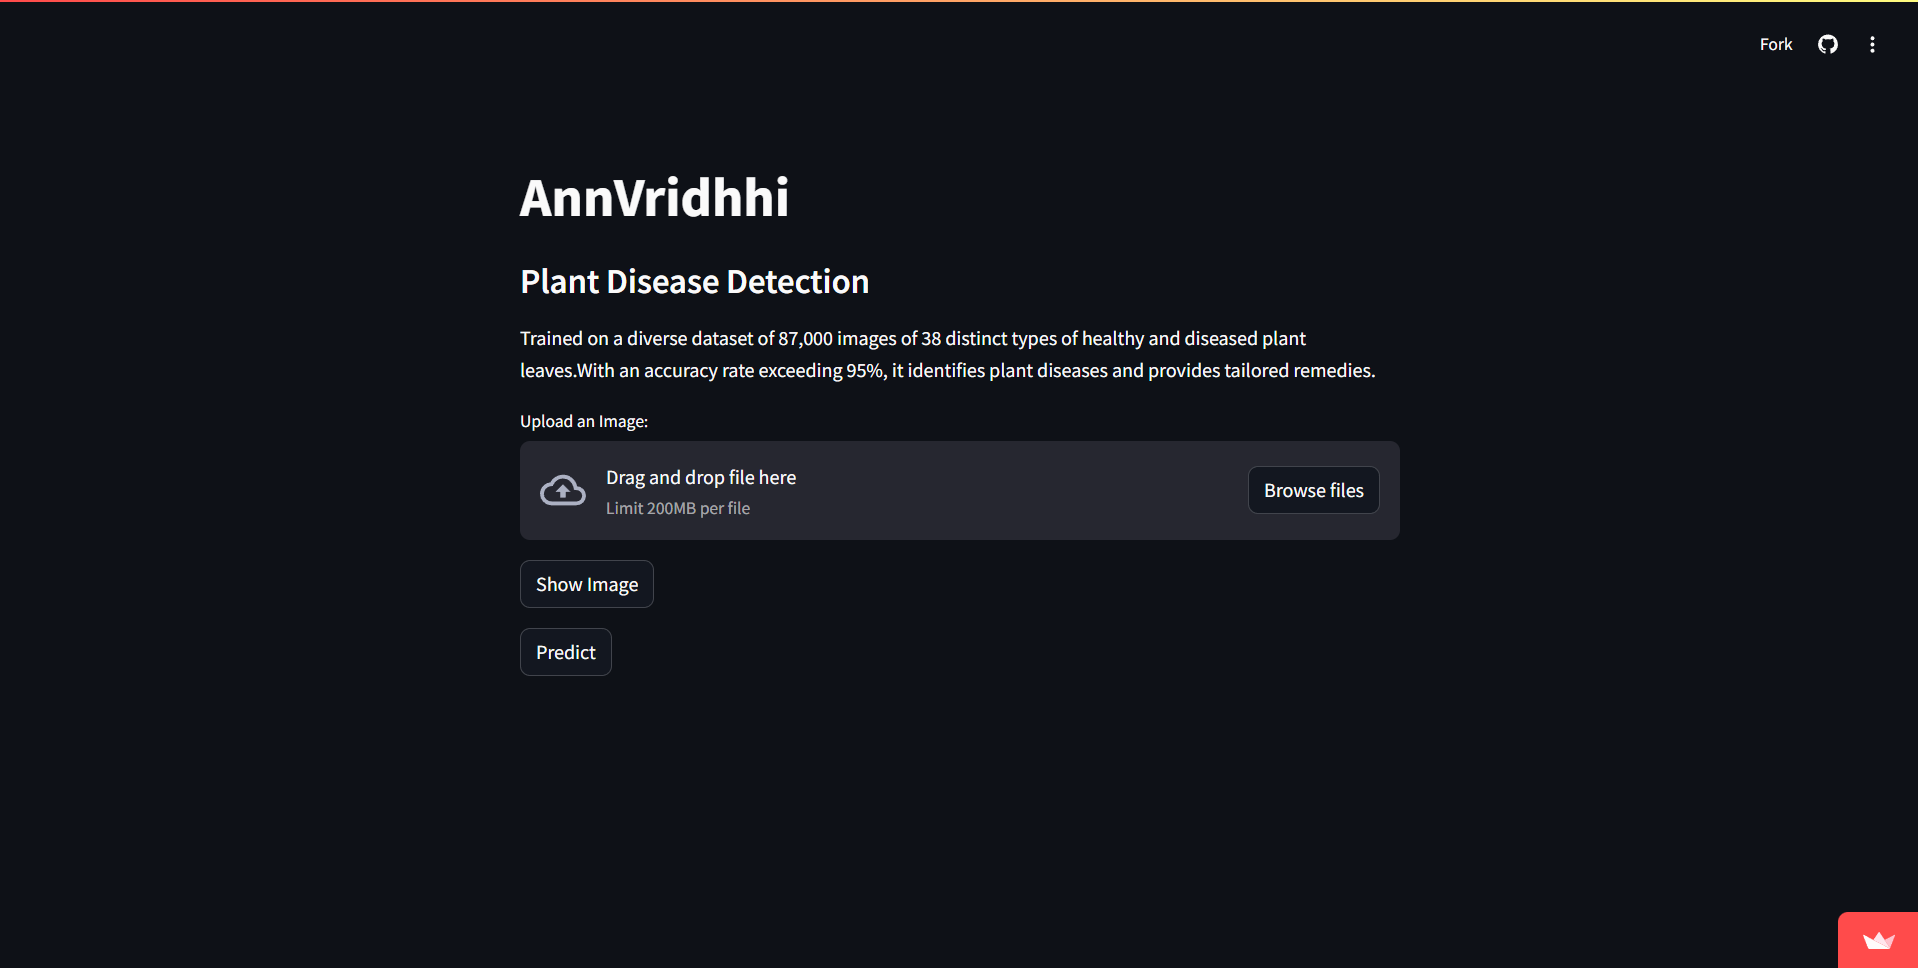 Fork
AnnVridhhi
Plant Disease Detection
Trained on a diverse dataset of 87,000 images of 38 distinct types of healthy and diseased plant
leaves.With an accuracy rate exceeding 95%, it identifies plant diseases and provides tailored remedies.
Upload an Image:
Drag and drop file here
Limit 200MB per file
Browse files
Show Image
Predict